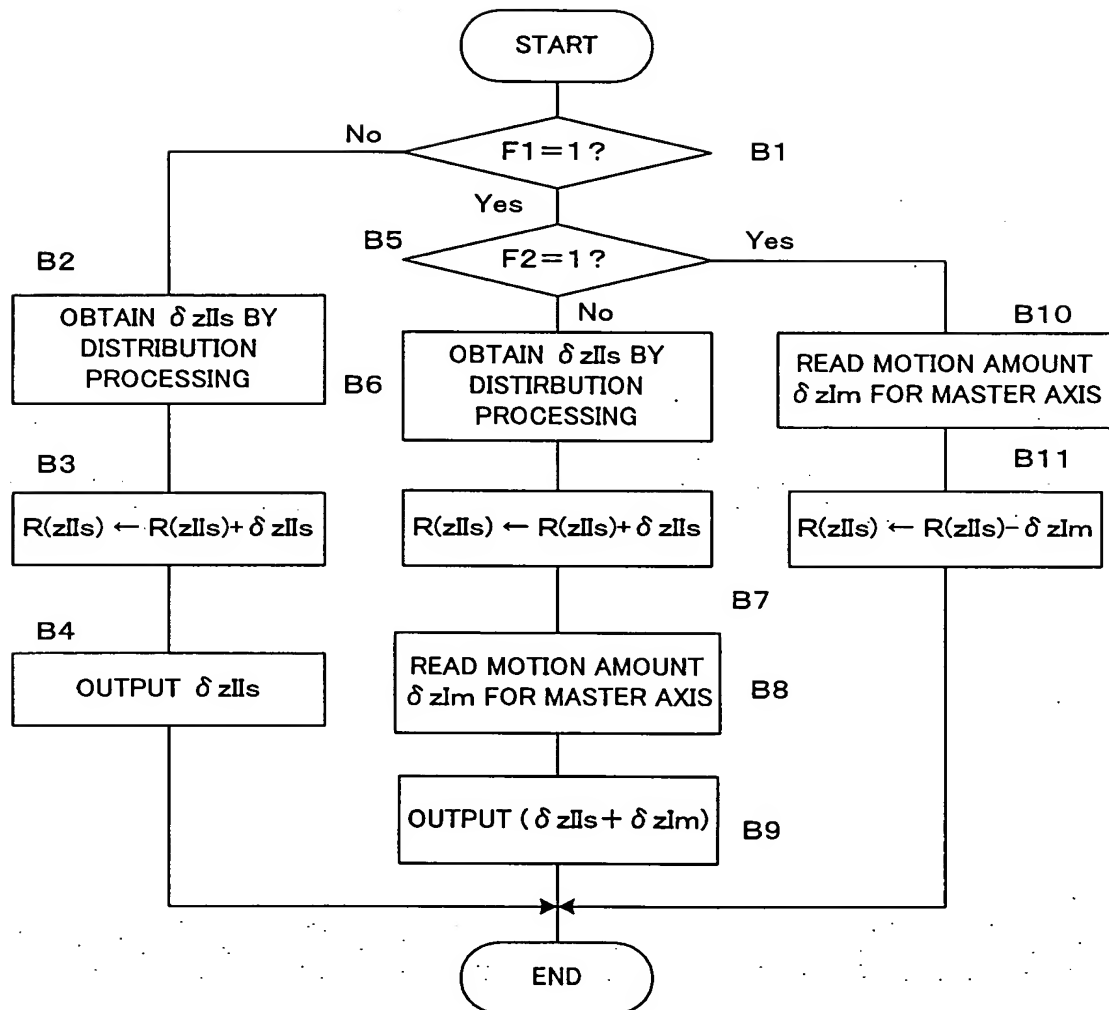 START
No
F1=1?
B1
Yes
B5
F2=1?
Yes
B2
No
B10
OBTAIN δ zIIs BY
DISTRIBUTION
PROCESSING
B6
OBTAIN δ zIIs BY
DISTIRBUTION
PROCESSING
READ MOTION AMOUNT
δ zIm FOR MASTER AXIS
B3
B11
R(zIIs) ← R(zIIs)+ δ zIIs
R(zIIs) ← R(zIIs)+ δ zIIs
R(zIIs) ← R(zIIs)- δ zIm
B7
B4
OUTPUT δ zIIs
READ MOTION AMOUNT
δ zIm FOR MASTER AXIS
B8
OUTPUT (δ zIIs + δ zIm)
B9
END